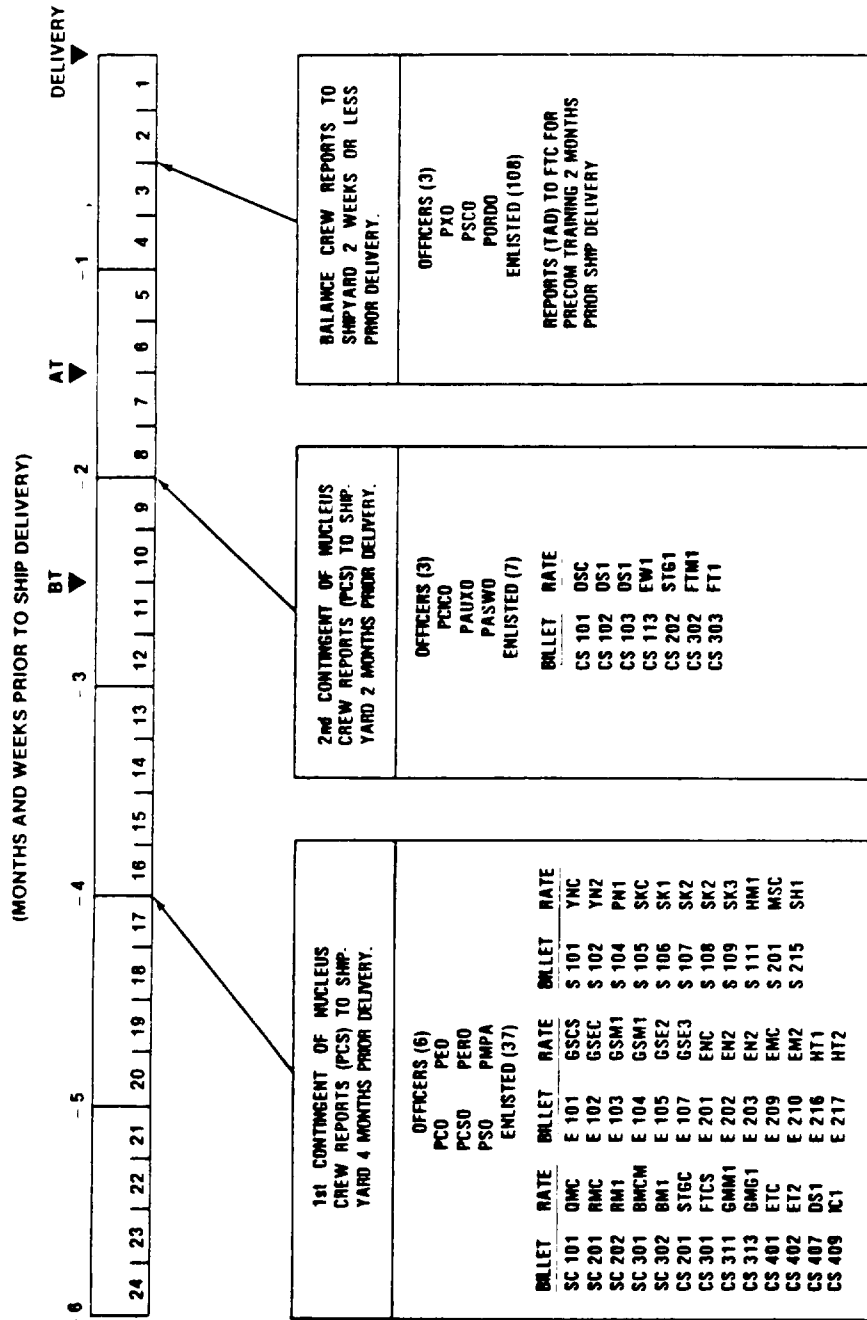 (MONTHS AND WEEKS PRIOR TO SHIP DELIVERY)
BT AT DELIVERY
- 6 - 5 - 4 - 3 - 2 - 1
24 | 23 | 22 | 21 | 20 | 19 | 18 | 17 | 16 | 15 | 14 | 13 | 12 | 11 | 10 | 9 | 8 | 7 | 6 | 5 | 4 | 3 | 2 | 1
1st CONTINGENT OF NUCLEUS
CREW REPORTS (PCS) TO SHIP-
YARD 4 MONTHS PRIOR DELIVERY.
OFFICERS (6)
PCO PEO
PCSO PERO
PSO PMPA
ENLISTED (37)
BILLET RATE BILLET RATE BILLET RATE
SC 101 QMC E 101 GSCS S 101 YNC
SC 201 RMC E 102 GSEC S 102 YN2
SC 202 RM1 E 103 GSM1 S 104 PN1
SC 301 BMCM E 104 GSM1 S 105 SKC
SC 302 BM1 E 105 GSE2 S 106 SK1
CS 201 STGC E 107 GSE3 S 107 SK2
CS 301 FTCS E 201 ENC S 108 SK2
CS 311 GMM1 E 202 EN2 S 109 SK3
CS 313 GMG1 E 203 EN2 S 111 HM1
CS 401 ETC E 209 EMC S 201 MSC
CS 402 ET2 E 210 EM2 S 215 SH1
CS 407 DS1 E 216 HT1
CS 409 IC1 E 217 HT2
2nd CONTINGENT OF NUCLEUS
CREW REPORTS (PCS) TO SHIP-
YARD 2 MONTHS PRIOR DELIVERY.
OFFICERS (3)
PCICO
PAUXO
PASWO
ENLISTED (7)
BILLET RATE
CS 101 OSC
CS 102 OS1
CS 103 OS1
CS 113 EW1
CS 202 STG1
CS 302 FTM1
CS 303 FT1
BALANCE CREW REPORTS TO
SHIPYARD 2 WEEKS OR LESS
PRIOR DELIVERY.
OFFICERS (3)
PXO
PSCO
PORDO
ENLISTED (108)
REPORTS (TAD) TO FTC FOR
PRECOM TRAINING 2 MONTHS
PRIOR SHIP DELIVERY